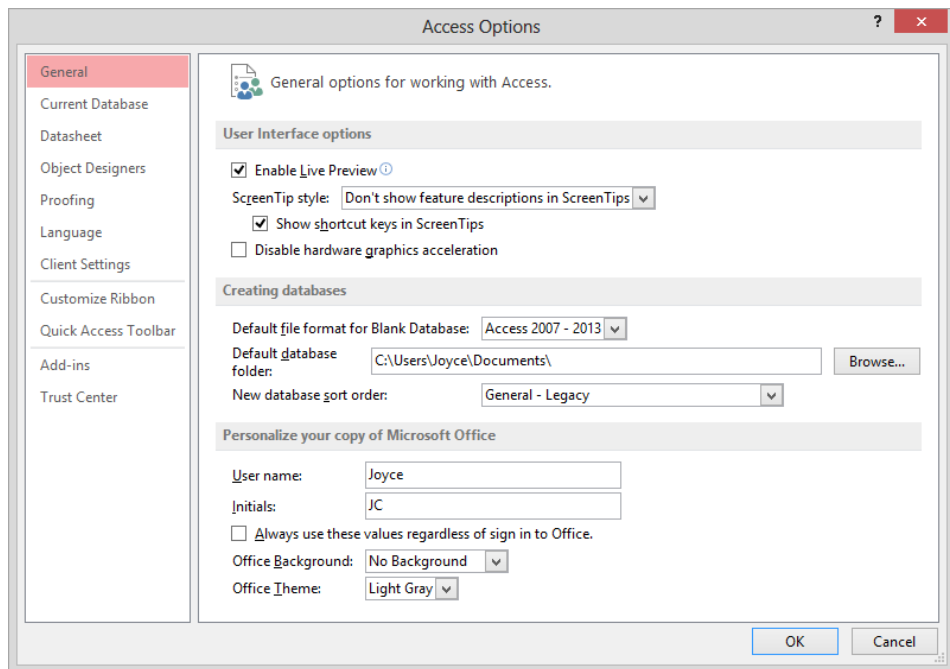 Access Options
?
General
Current Database
Datasheet
Object Designers
Proofing
Language
Client Settings
Customize Ribbon
Quick Access Toolbar
Add-ins
Trust Center
General options for working with Access.
User Interface options
Enable Live Preview
ScreenTip style: Don't show feature descriptions in ScreenTips
Show shortcut keys in ScreenTips
Disable hardware graphics acceleration
Creating databases
Default file format for Blank Database: Access 2007 - 2013
Default database
folder:
C:\Users\Joyce\Documents\
Browse...
New database sort order: General - Legacy
Personalize your copy of Microsoft Office
User name: Joyce
Initials: JC
Always use these values regardless of sign in to Office.
Office Background: No Background
Office Theme: Light Gray
OK
Cancel